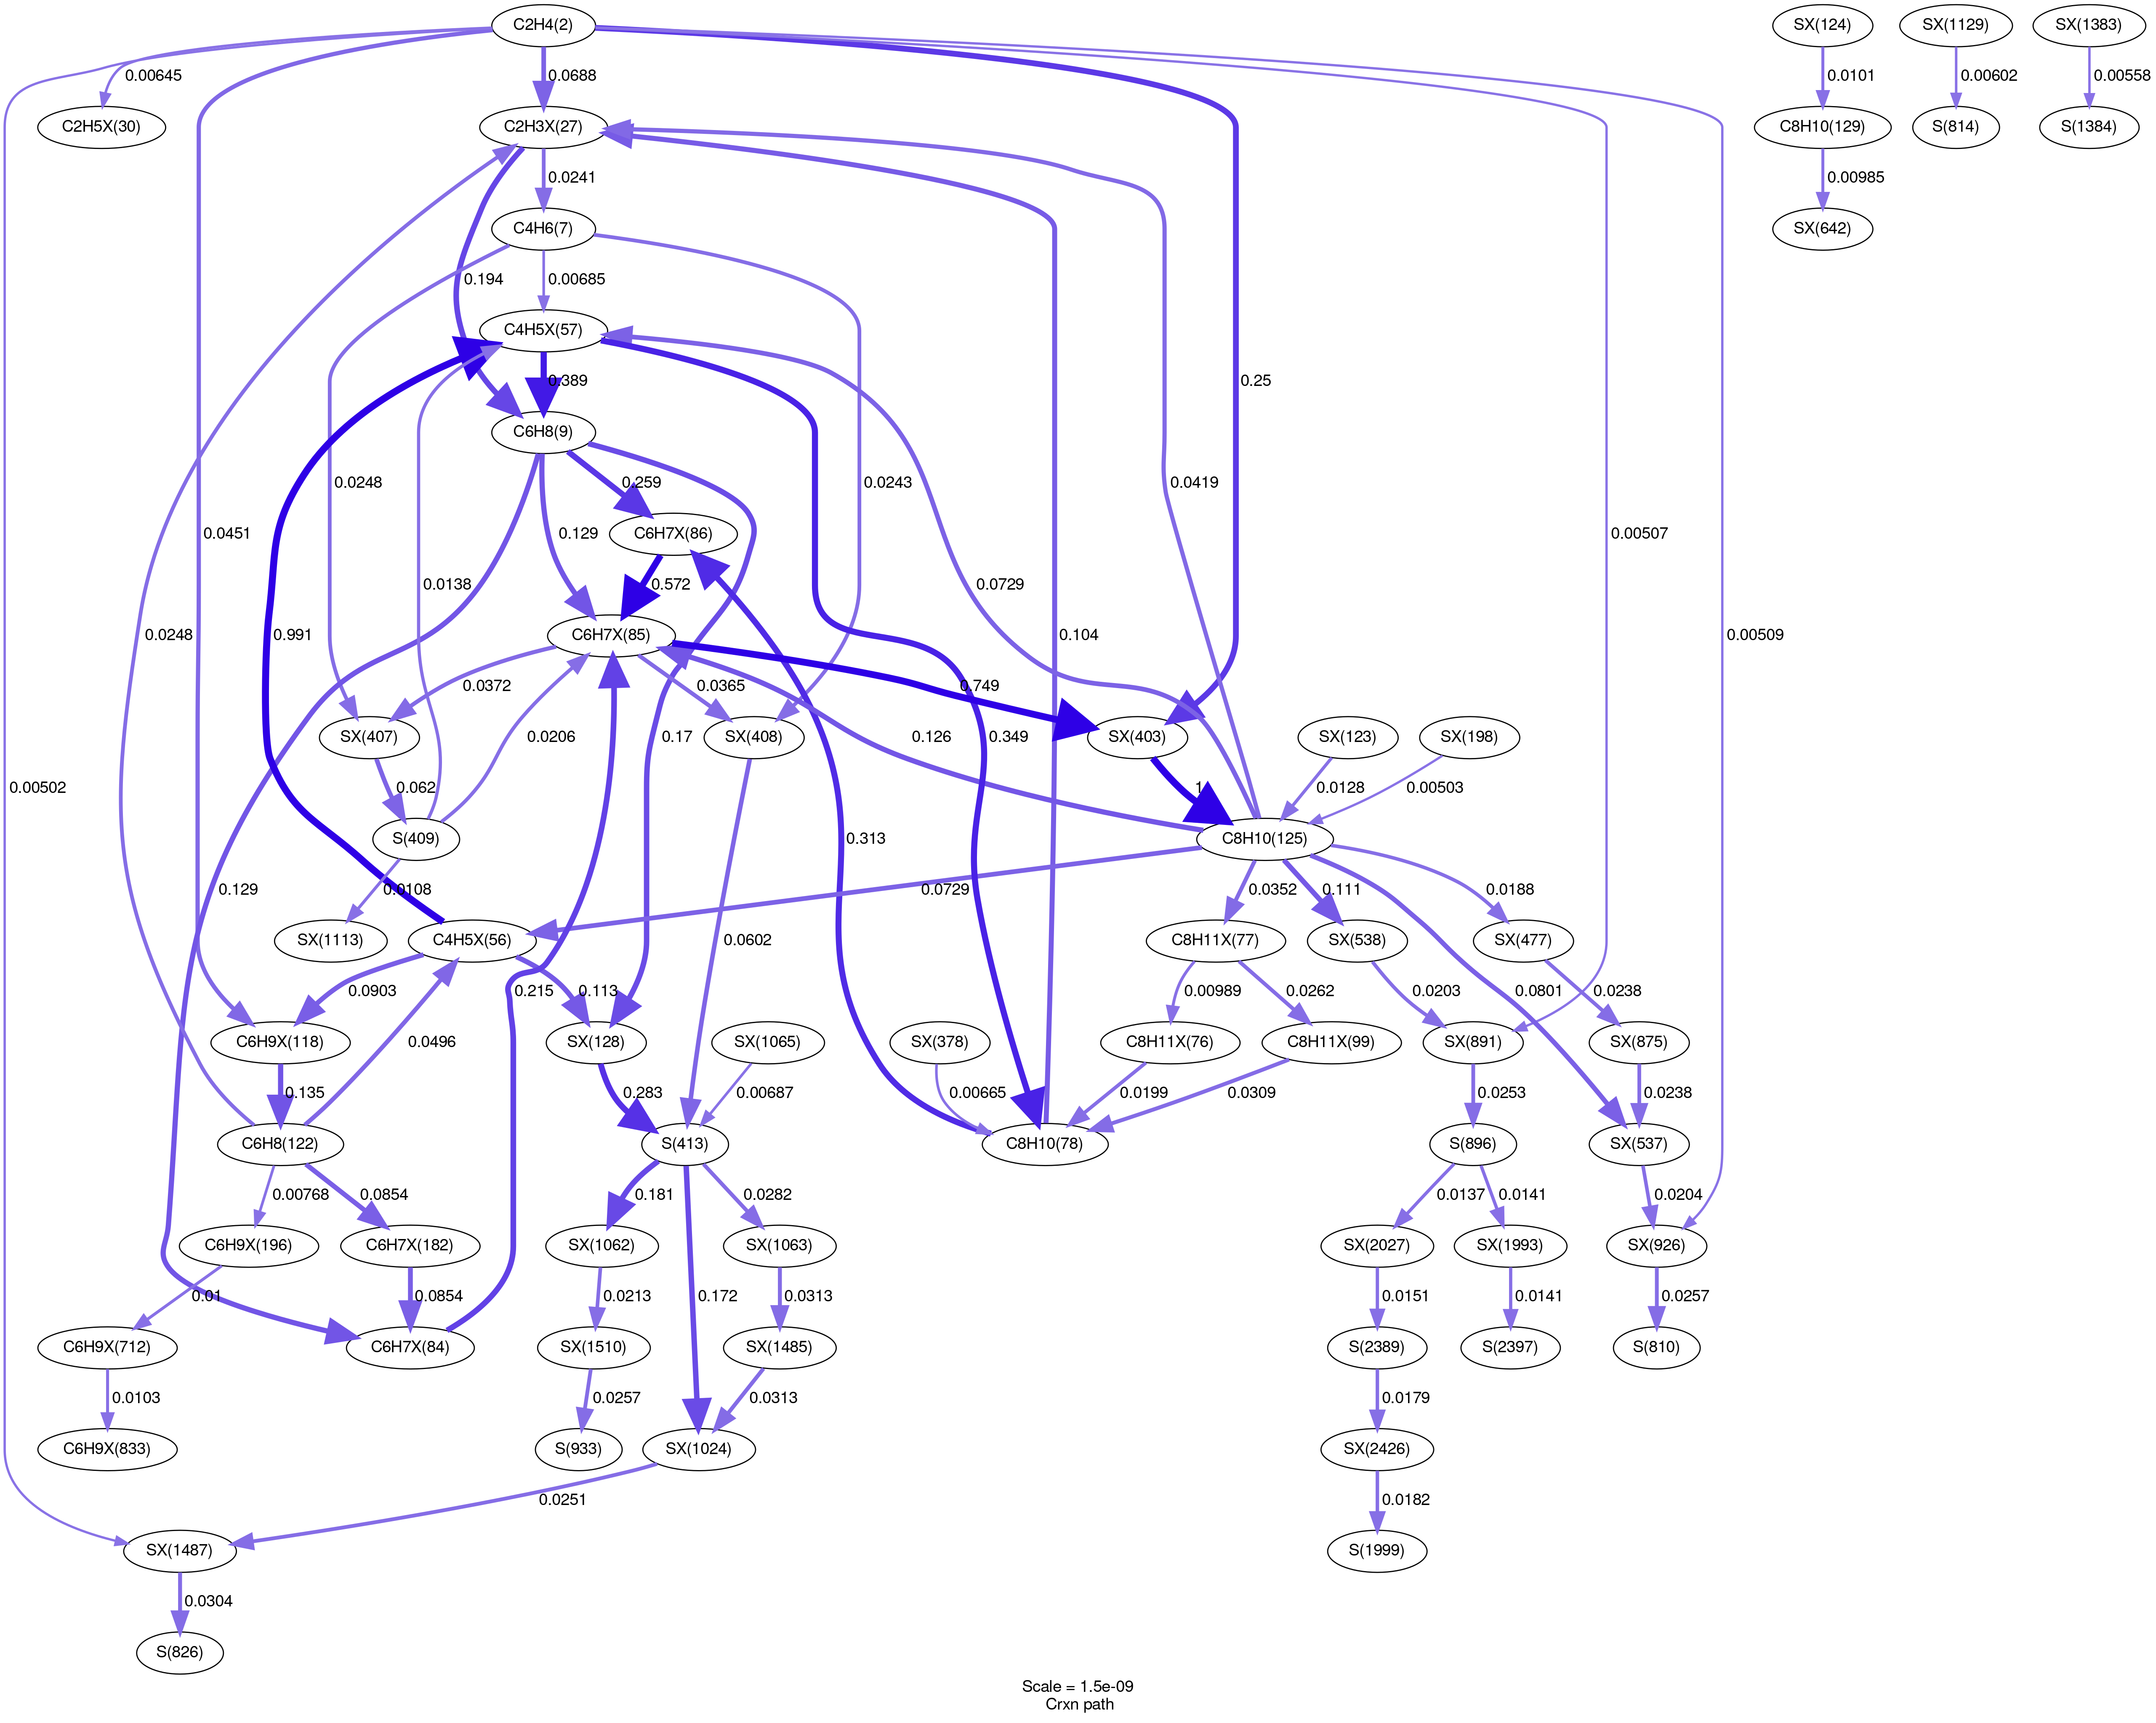 C2H4(2)
SX(124)
SX(1129)
SX(1383)
0.00645
0.0688
0.0101
0.00602
0.00558
C2H5X(30)
C2H3X(27)
C8H10(129)
S(814)
S(1384)
0.0241
0.00985
C4H6(7)
SX(642)
0.194
0.00685
C4H5X(57)
0.389
0.25
C6H8(9)
0.0248
0.259
0.0243
0.0419
C6H7X(86)
0.0451
0.129
0.00507
0.0138
0.572
0.0729
C6H7X(85)
0.0248
0.991
0.104
0.00509
0.0372
0.0365
0.749
SX(407)
0.17
SX(408)
0.126
0.349
SX(403)
SX(123)
SX(198)
0.00502
0.062
0.0206
1
0.0128
0.00503
S(409)
0.313
C8H10(125)
0.129
0.0108
0.0729
0.0352
0.111
0.0188
SX(1113)
C4H5X(56)
0.0602
C8H11X(77)
SX(538)
SX(477)
0.0903
0.215
0.113
0.00989
0.0262
0.0203
0.0801
0.0238
C6H9X(118)
0.0496
SX(128)
SX(1065)
SX(378)
C8H11X(76)
C8H11X(99)
SX(891)
SX(875)
0.135
0.283
0.00687
0.00665
0.0199
0.0309
0.0253
0.0238
C6H8(122)
S(413)
C8H10(78)
S(896)
SX(537)
0.00768
0.0854
0.181
0.0282
0.0137
0.0141
0.0204
C6H9X(196)
C6H7X(182)
SX(1062)
SX(1063)
SX(2027)
SX(1993)
SX(926)
0.01
0.0854
0.0213
0.172
0.0313
0.0151
0.0141
0.0257
C6H9X(712)
C6H7X(84)
SX(1510)
SX(1485)
S(2389)
S(2397)
S(810)
0.0103
0.0257
0.0313
0.0179
C6H9X(833)
S(933)
SX(1024)
SX(2426)
0.0251
0.0182
SX(1487)
S(1999)
0.0304
S(826)
Scale = 1.5e-09
Crxn path